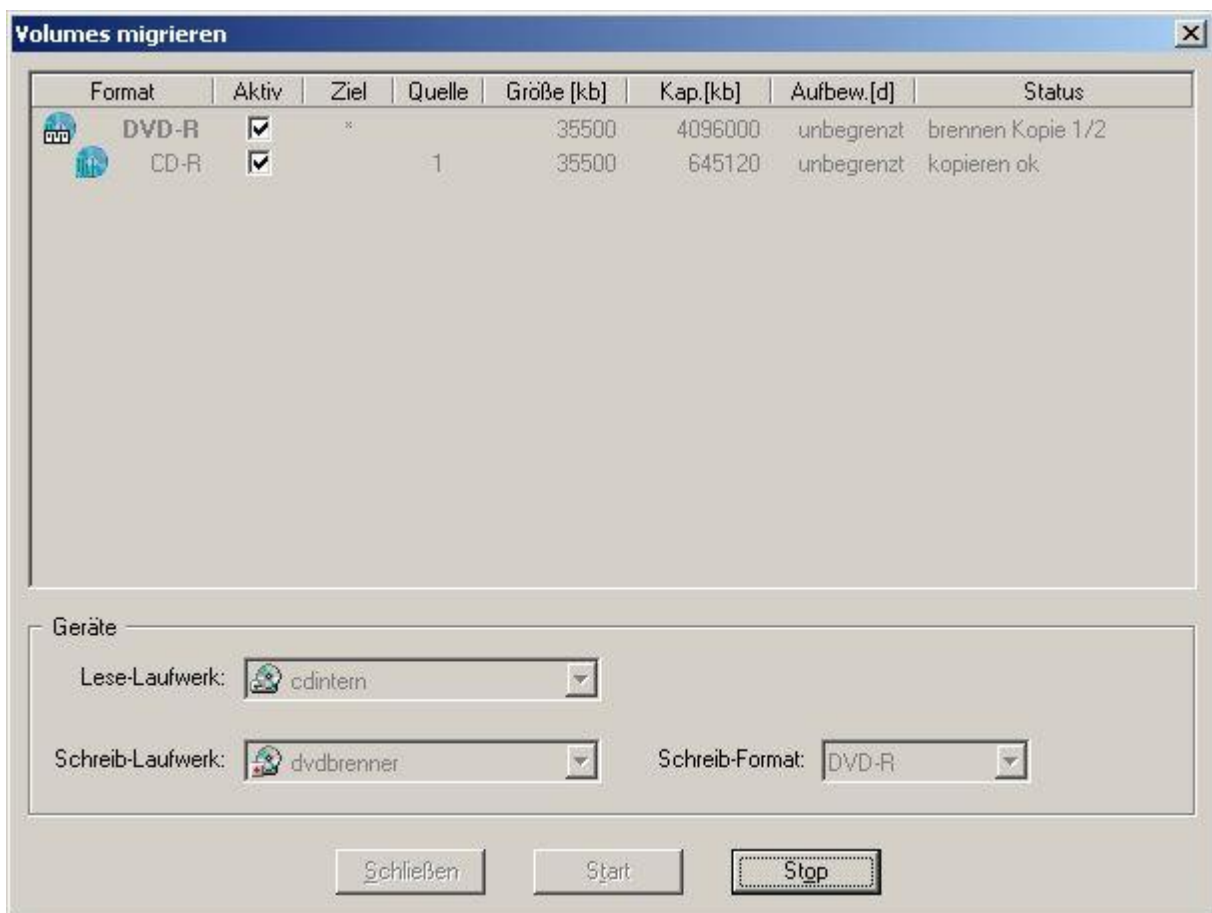 Volumes migrieren
Format Aktiv Ziel Quelle Größe [kb] Kap.[kb] Aufbew.[d] Status
DVD-R * 35500 4096000 unbegrenzt brennen Kopie 1/2
CD-R 1 35500 645120 unbegrenzt kopieren ok
Geräte
Lese-Laufwerk: cdintern
Schreib-Laufwerk: dvdbrenner Schreib-Format: DVD-R
Schließen Start Stop